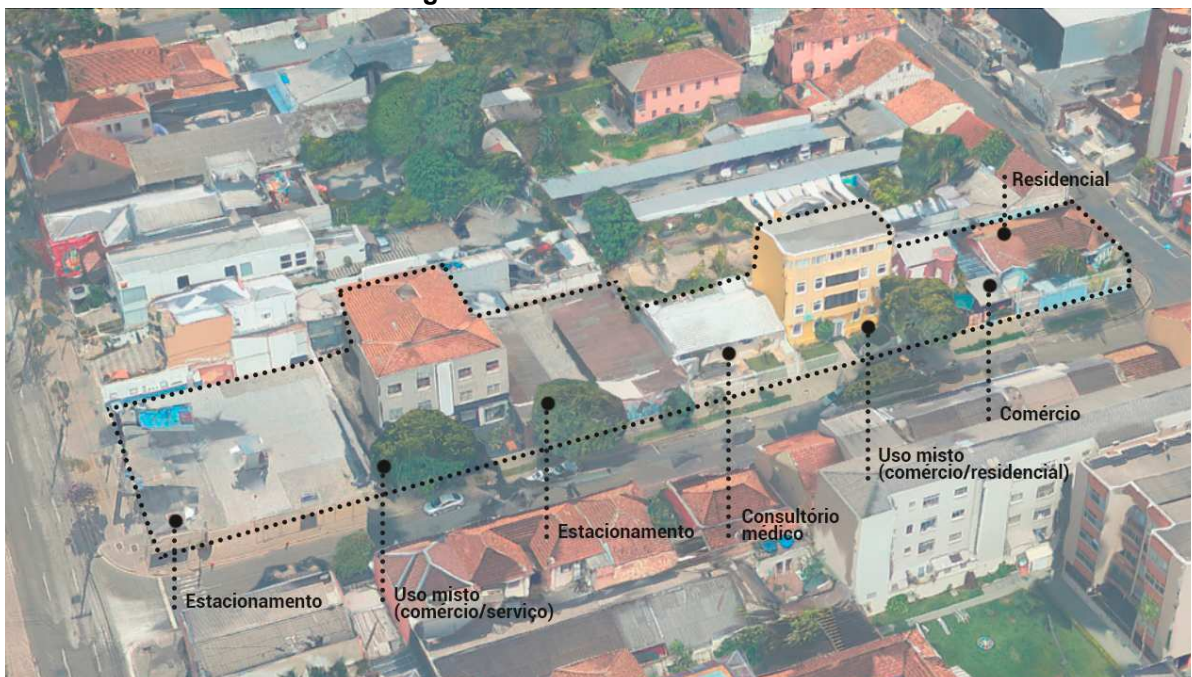 Residencial
Comércio
Uso misto
(comércio/residencial)
Consultório
médico
Estacionamento
Uso misto
(comércio/serviço)
Estacionamento